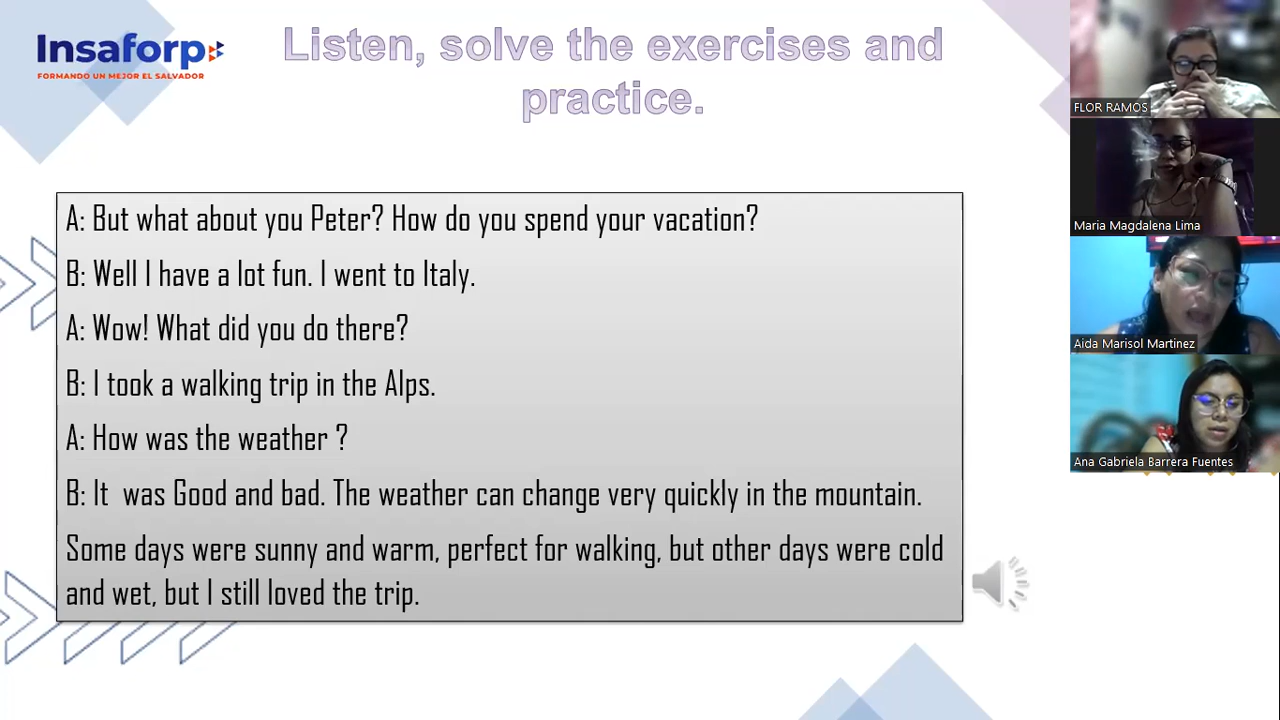 Insaforp
FORMANDO UN MEJOR EL SALVADOR
Listen, solve the exercises and
practice.
A: But what about you Peter? How do you spend your vacation?
B: Well I have a lot fun. I went to Italy.
A: Wow! What did you do there?
B: I took a walking trip in the Alps.
A: How was the weather ?
B: It was Good and bad. The weather can change very quickly in the mountain.
Some days were sunny and warm, perfect for walking, but other days were cold
and wet, but I still loved the trip.
FLOR RAMOS
Maria Magdalena Lima
Aida Marisol Martinez
Ana Gabriela Barrera Fuentes